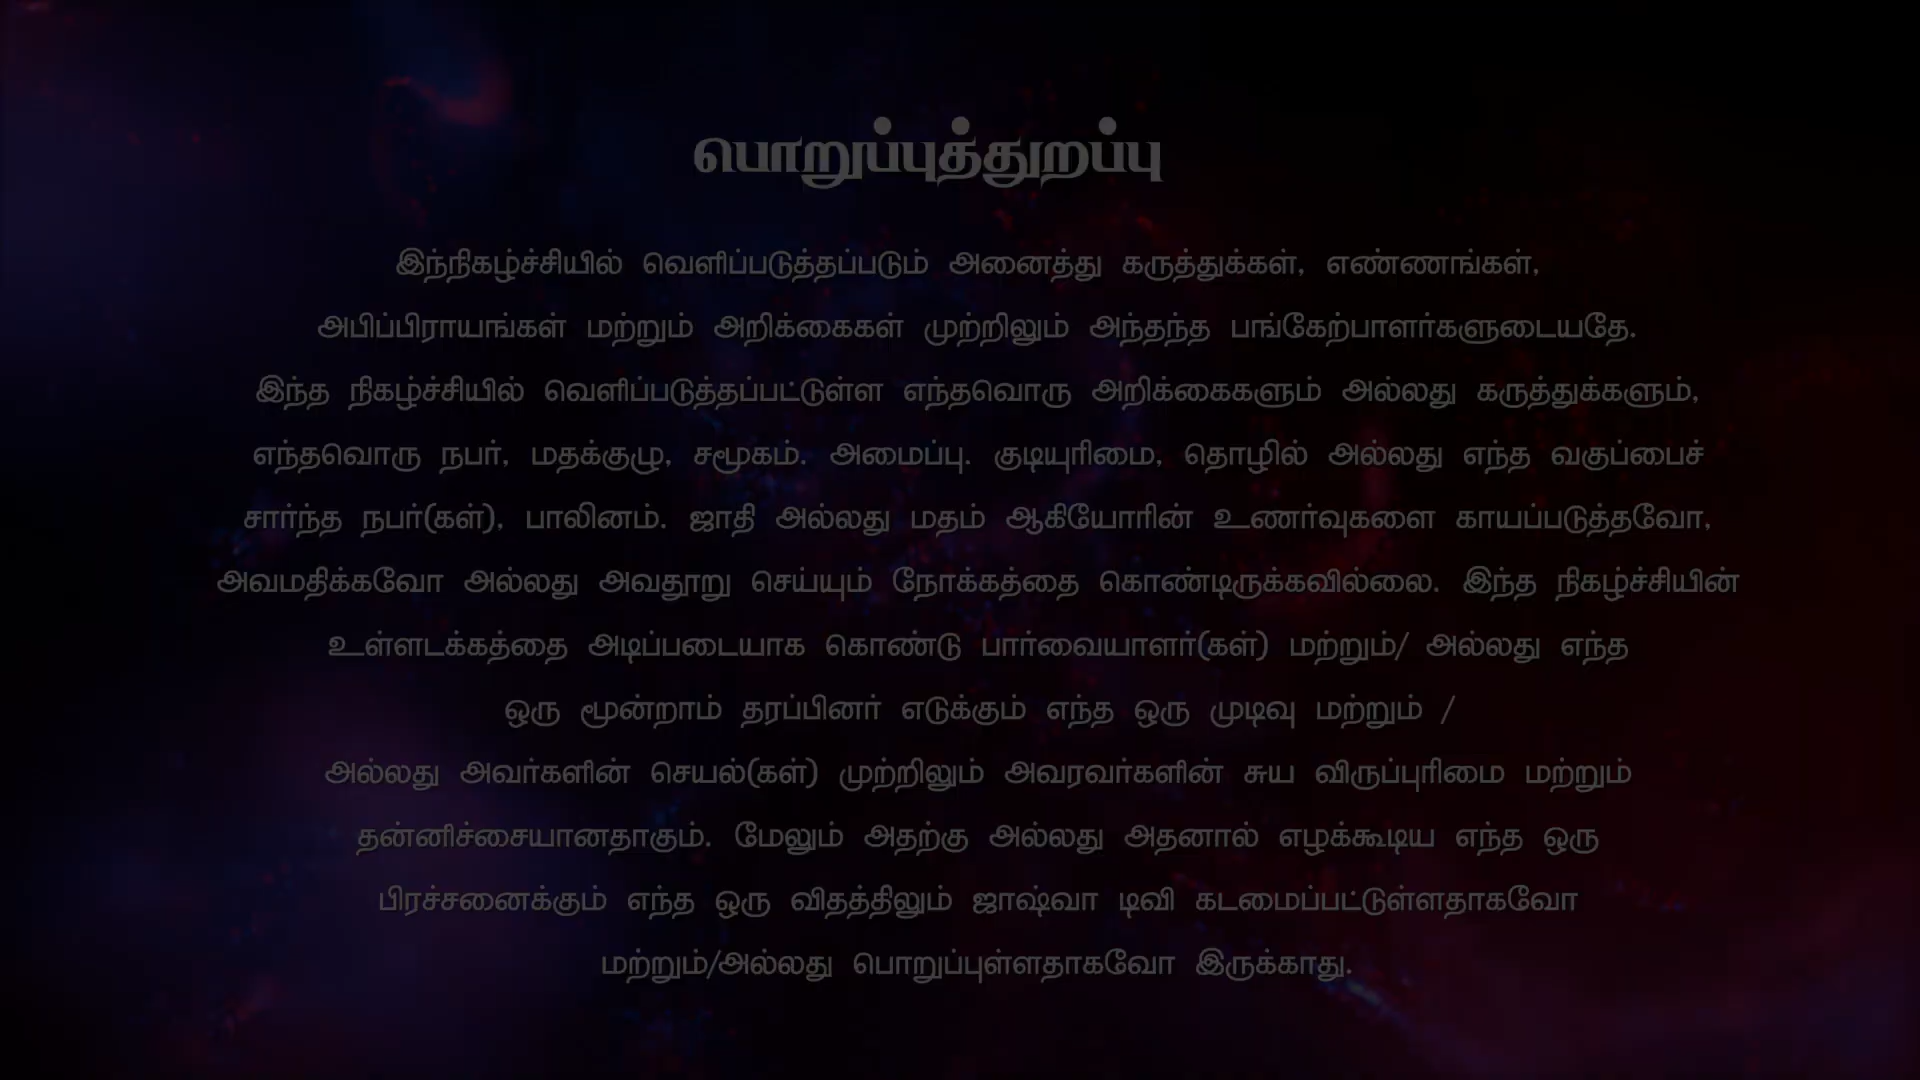 பொறுப்புத்துறப்பு
இந்நிகழ்ச்சியில் வெளிப்படுத்தப்படும் அனைத்து கருத்துக்கள், எண்ணங்கள்,
அபிப்பிராயங்கள் மற்றும் அறிக்கைகள் முற்றிலும் அந்தந்த பங்கேற்பாளர்களுடையதே.
இந்த நிகழ்ச்சியில் வெளிப்படுத்தப்பட்டுள்ள எந்தவொரு அறிக்கைகளும் அல்லது கருத்துக்களும்,
எந்தவொரு நபர், மதக்குழு, சமூகம். அமைப்பு. குடியுரிமை, தொழில் அல்லது எந்த வகுப்பைச்
சார்ந்த நபர்(கள்), பாலினம். ஜாதி அல்லது மதம் ஆகியோரின் உணர்வுகளை காயப்படுத்தவோ,
அவமதிக்கவோ அல்லது அவதூறு செய்யும் நோக்கத்தை கொண்டிருக்கவில்லை. இந்த நிகழ்ச்சியின்
உள்ளடக்கத்தை அடிப்படையாக கொண்டு பார்வையாளர்(கள்) மற்றும்/ அல்லது எந்த
ஒரு மூன்றாம் தரப்பினர் எடுக்கும் எந்த ஒரு முடிவு மற்றும் /
அல்லது அவர்களின் செயல்(கள்) முற்றிலும் அவரவர்களின் சுய விருப்புரிமை மற்றும்
தன்னிச்சையானதாகும். மேலும் அதற்கு அல்லது அதனால் எழக்கூடிய எந்த ஒரு
பிரச்சனைக்கும் எந்த ஒரு விதத்திலும் ஜாஷ்வா டிவி கடமைப்பட்டுள்ளதாகவோ
மற்றும்/அல்லது பொறுப்புள்ளதாகவோ இருக்காது.